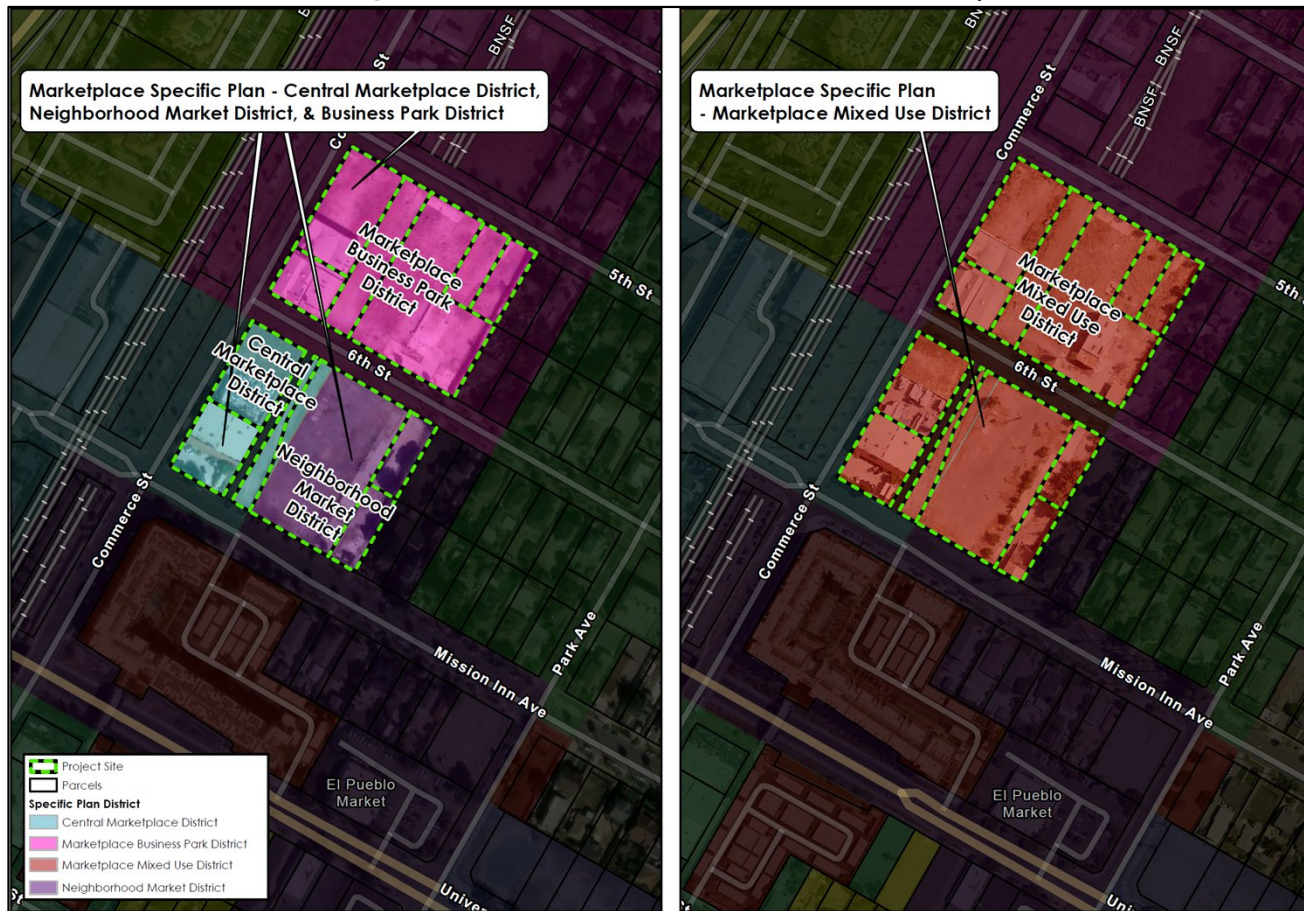 BNSF
Marketplace Specific Plan - Central Marketplace District,
Neighborhood Market District, & Business Park District
Marketplace
Business Park
District
5th St
Central
Marketplace
District
6th St
Neighborhood
Market
District
Commerce St
Mission Inn Ave
Park Ave
El Pueblo
Market
Univer
Project Site
Parcels
Specific Plan District
Central Marketplace District
Marketplace Business Park District
Marketplace Mixed Use District
Neighborhood Market District
BNSF
BNSF
Marketplace Specific Plan
- Marketplace Mixed Use District
Commerce St
Marketplace
Mixed Use
District
5th St
6th St
Commerce St
Mission Inn Ave
Park Ave
El Pueblo
Market
Univer